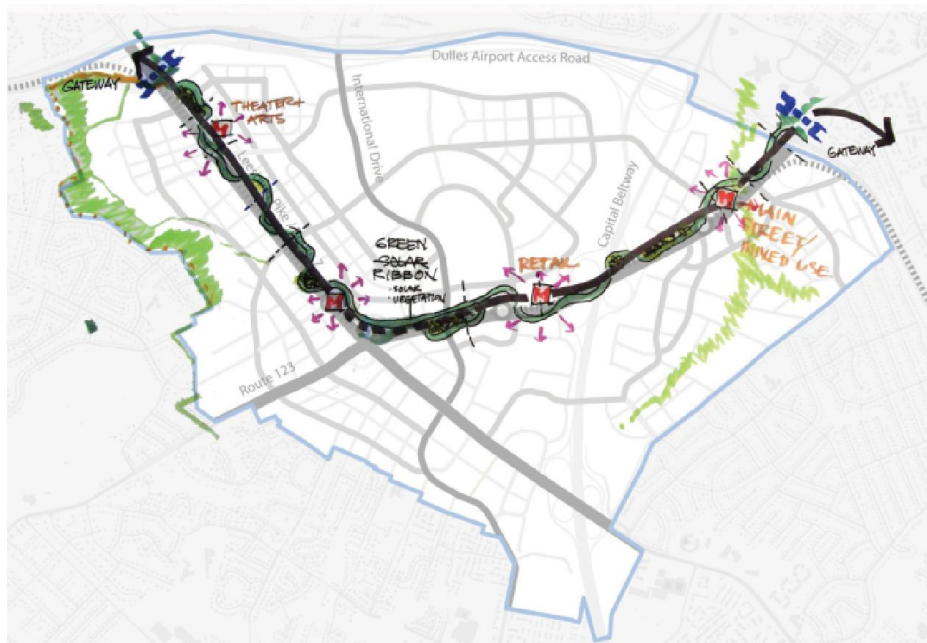 Dulles Airport Access Road
GATEWAY
THEATER+
ARTS
M
International Drive
Capital Beltway
GATEWAY
M
MAIN
STREET/
MIXED USE
GREEN
SOLAR
RIBBON
• SOLAR
• VEGETATION
RETAIL
M
M
Route 123